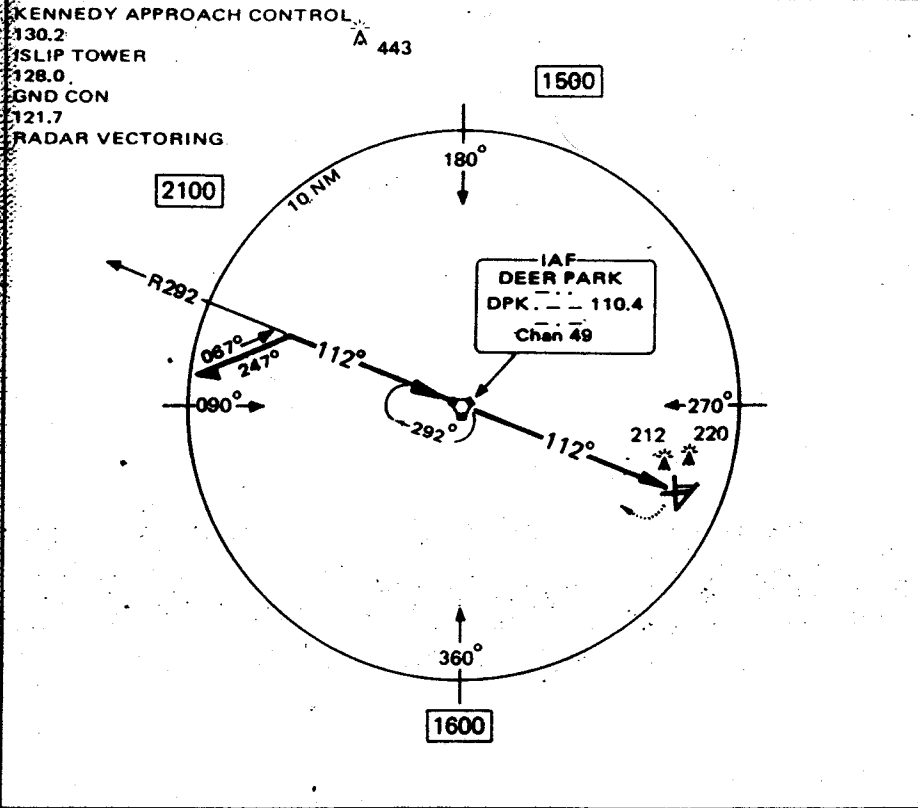 KENNEDY APPROACH CONTROL
130.2
ISLIP TOWER
128.0
GND CON
121.7
RADAR VECTORING
443
1500
180°
2100
10 NM
IAF
DEER PARK
DPK 110.4
Chan 49
R292
067°
247°
112°
090°
270°
292°
112°
212 220
360°
1600